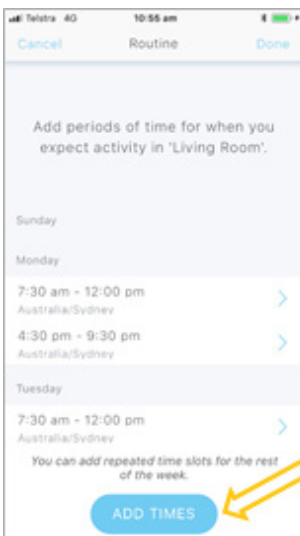 Telstra 4G 10:55 am
Cancel Routine Done
Add periods of time for when you
expect activity in 'Living Room'.
Sunday
Monday
7:30 am - 12:00 pm
Australia/Sydney
4:30 pm - 9:30 pm
Australia/Sydney
Tuesday
7:30 am - 12:00 pm
Australia/Sydney
You can add repeated time slots for the rest
of the week.
ADD TIMES